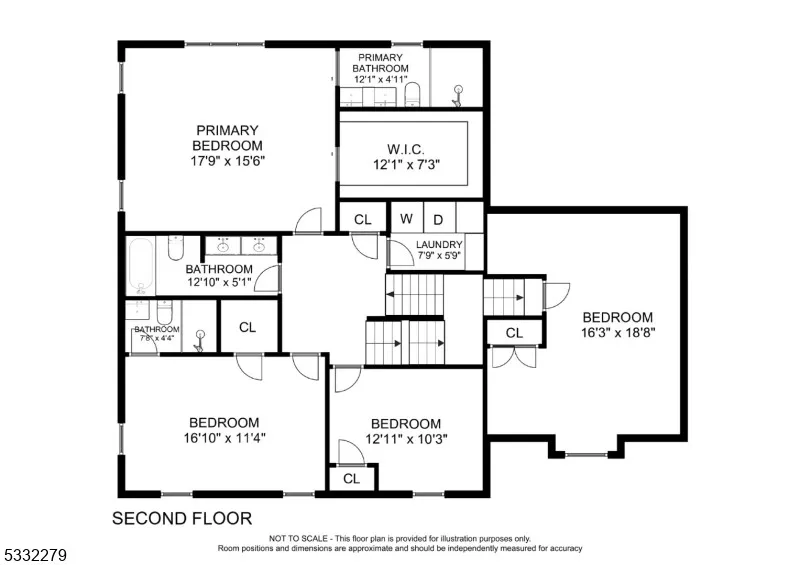 PRIMARY
BATHROOM
12'1" x 4'11"
PRIMARY
BEDROOM
17'9" x 15'6"
W.I.C.
12'1" x 7'3"
CL
W
D
LAUNDRY
7'9" x 5'9"
BATHROOM
12'10" x 5'1"
BATHROOM
7'8" x 4'4"
CL
BEDROOM
16'3" x 18'8"
CL
BEDROOM
16'10" x 11'4"
BEDROOM
12'11" x 10'3"
CL
SECOND FLOOR
NOT TO SCALE - This floor plan is provided for illustration purposes only.
Room positions and dimensions are approximate and should be independently measured for accuracy
5332279